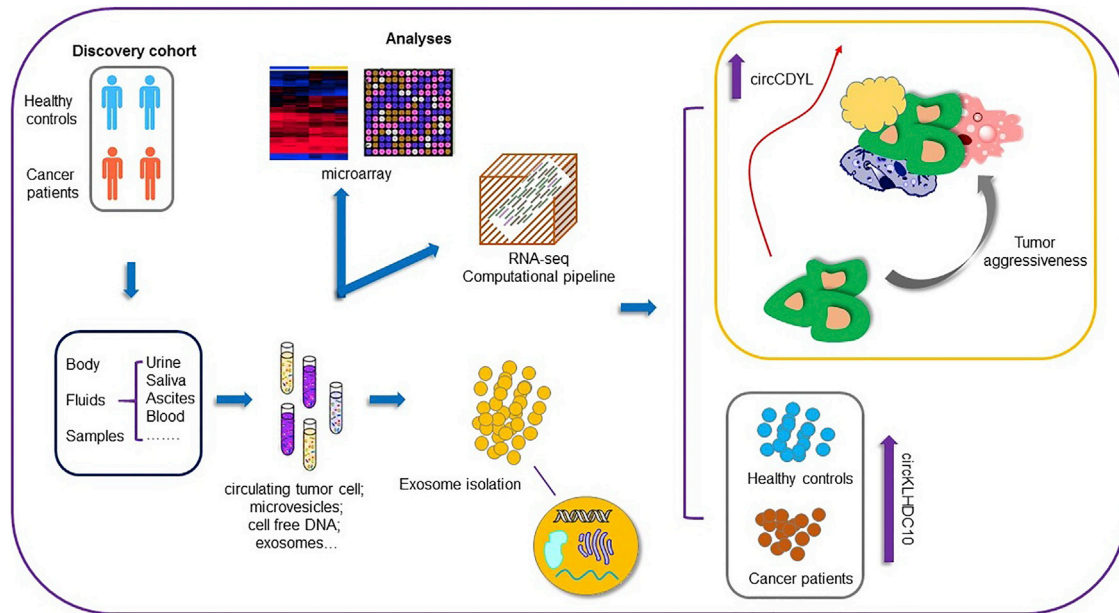 Discovery cohort
Healthy
controls
Cancer
patients
Analyses
microarray
RNA-seq
Computational pipeline
Body
Fluids
Samples
Urine
Saliva
Ascites
Blood
.......
circulating tumor cell;
microvesicles;
cell free DNA;
exosomes...
Exosome isolation
circCDYL
Tumor
aggressiveness
Healthy controls
Cancer patients
circKLHDC10